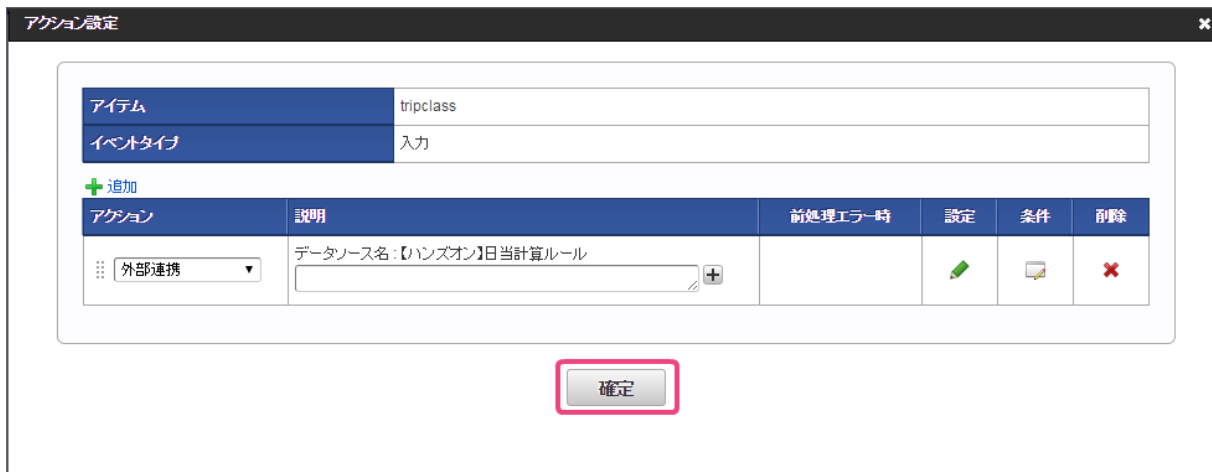 アクション設定
アイテム tripclass
イベントタイプ 入力
追加
アクション 説明 前処理エラー時 設定 条件 削除
外部連携 データソース名:【ハンズオン】日当計算ルール
確定